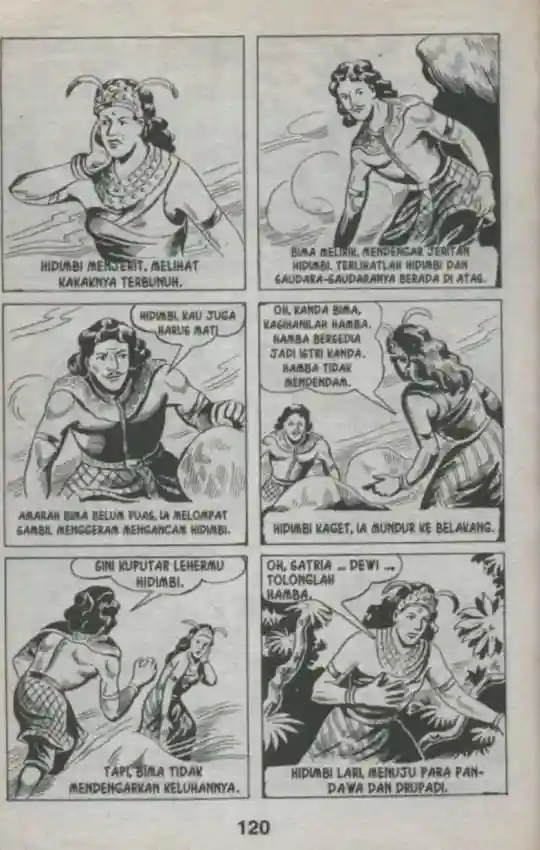 HIDIMBI MENJERIT, MELIHAT
KAKAKNYA TERBUNUH.
BIMA MELIRIK, MENDENGAR JERITAN
HIDIMBI. TERLIHATLAH HIDIMBI DAN
SAUDARA-SAUDARANYA BERADA DI ATAS.
HIDIMBI, KAU JUGA
HARUS MATI
AMARAH BIMA BELUM PUAS, IA MELOMPAT
SAMBIL MENGGERAM MENGANCAM HIDIMBI.
OH, KANDA BIMA,
KASIHANILAH HAMBA.
HAMBA BERSEDIA
JADI ISTRI KANDA.
HAMBA TIDAK
MENDENDAM.
HIDIMBI KAGET, IA MUNDUR KE BELAKANG.
SINI KUPUTAR LEHERMU
HIDIMBI.
TAPI, BIMA TIDAK
MENDENGARKAN KELUHANNYA.
OH, SATRIA ... DEWI ...,
TOLONGLAH
HAMBA.
HIDIMBI LARI, MENUJU PARA PAN-
DAWA DAN DRUPADI.
120